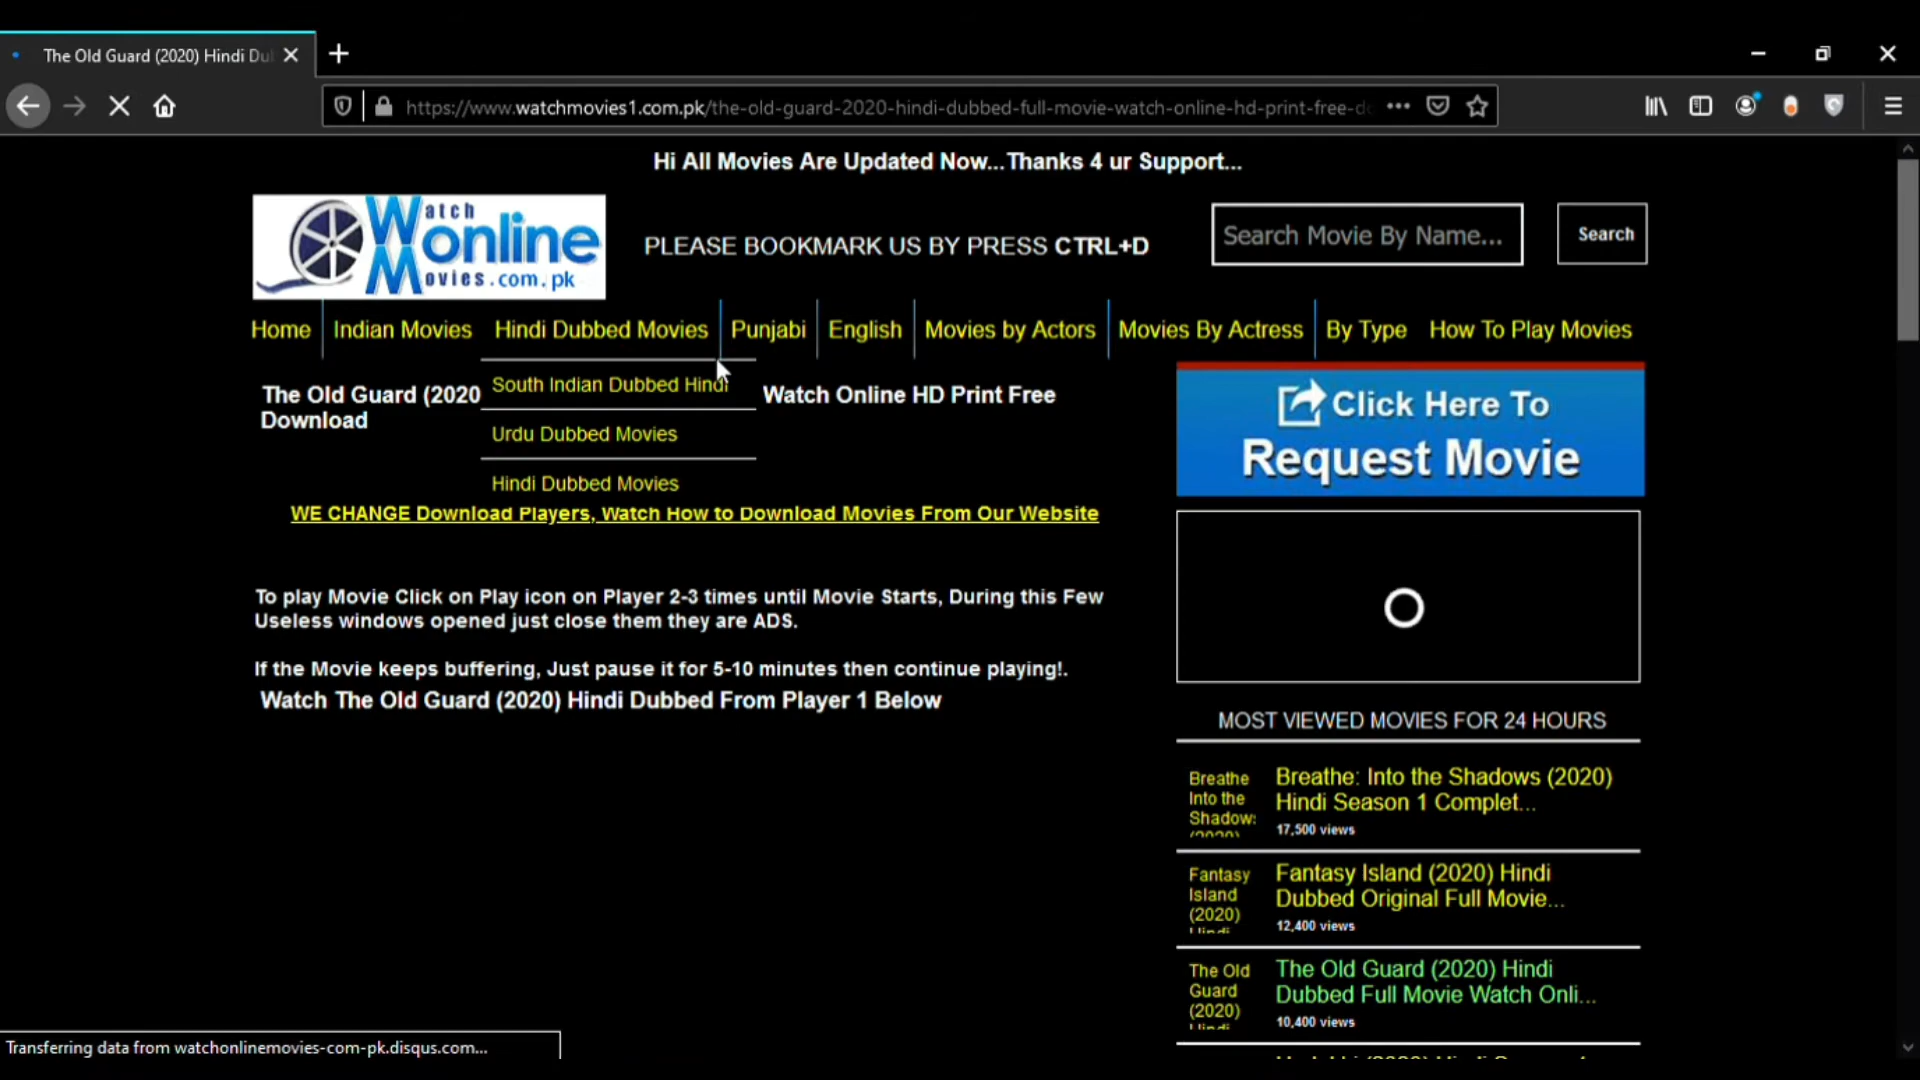 The Old Guard (2020) Hindi Du
https://www.watchmovies1.com.pk/the-old-guard-2020-hindi-dubbed-full-movie-watch-online-hd-print-free-d
Hi All Movies Are Updated Now...Thanks 4 ur Support...
Watch
online
Movies.com.pk
PLEASE BOOKMARK US BY PRESS CTRL+D
Search Movie By Name...
Search
Home
Indian Movies
Hindi Dubbed Movies
Punjabi
English
Movies by Actors
Movies By Actress
By Type
How To Play Movies
South Indian Dubbed Hindi
Urdu Dubbed Movies
Hindi Dubbed Movies
The Old Guard (2020 Watch Online HD Print Free
Download
WE CHANGE Download Players, Watch How to Download Movies From Our Website
To play Movie Click on Play icon on Player 2-3 times until Movie Starts, During this Few
Useless windows opened just close them they are ADS.
If the Movie keeps buffering, Just pause it for 5-10 minutes then continue playing!.
Watch The Old Guard (2020) Hindi Dubbed From Player 1 Below
Click Here To
Request Movie
MOST VIEWED MOVIES FOR 24 HOURS
Breathe
Into the
Shadows
(2020)
Breathe: Into the Shadows (2020)
Hindi Season 1 Complet...
17,500 views
Fantasy
Island
(2020)
Hindi
Fantasy Island (2020) Hindi
Dubbed Original Full Movie...
12,400 views
The Old
Guard
(2020)
Hindi
The Old Guard (2020) Hindi
Dubbed Full Movie Watch Onli...
10,400 views
Transferring data from watchonlinemovies-com-pk.disqus.com...